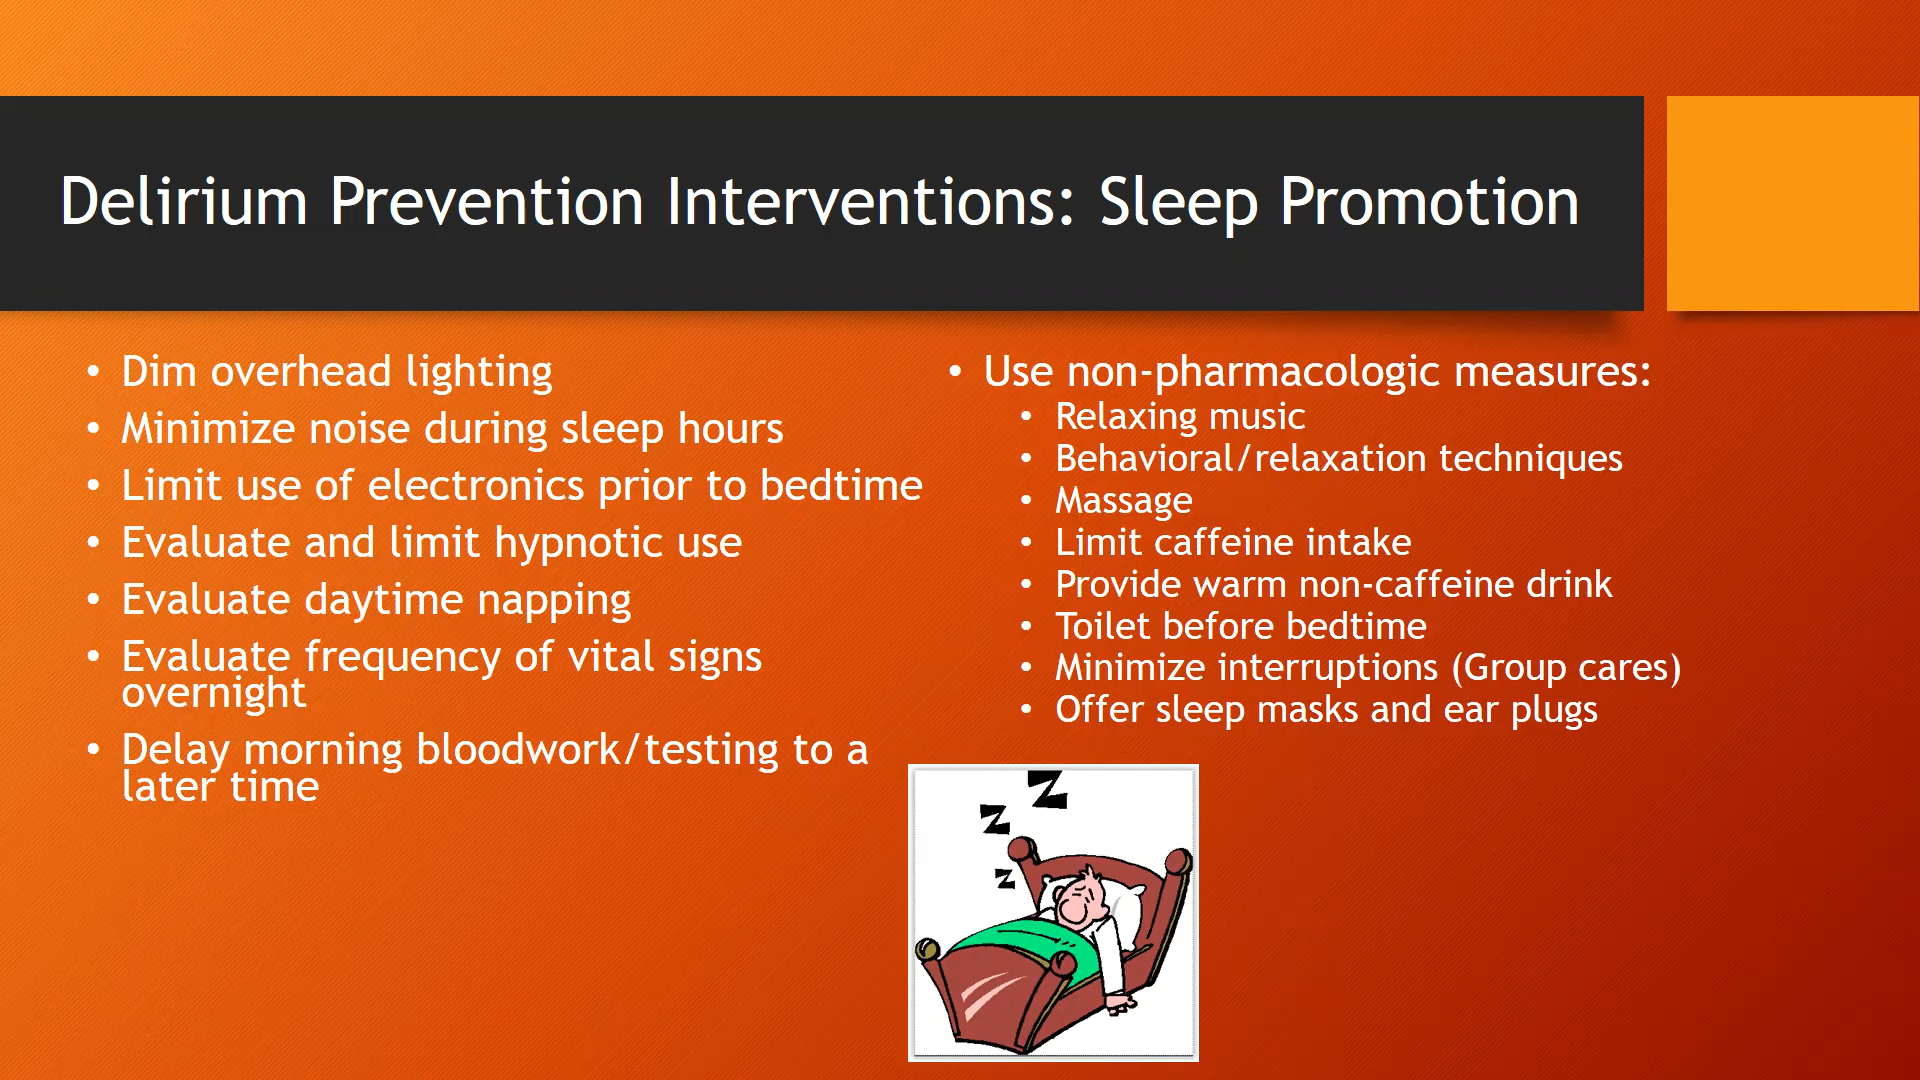 Delirium Prevention Interventions: Sleep Promotion
• Dim overhead lighting
• Minimize noise during sleep hours
• Limit use of electronics prior to bedtime
• Evaluate and limit hypnotic use
• Evaluate daytime napping
• Evaluate frequency of vital signs
overnight
• Delay morning bloodwork/testing to a
later time
• Use non-pharmacologic measures:
• Relaxing music
• Behavioral/relaxation techniques
• Massage
• Limit caffeine intake
• Provide warm non-caffeine drink
• Toilet before bedtime
• Minimize interruptions (Group cares)
• Offer sleep masks and ear plugs
Z
Z
Z